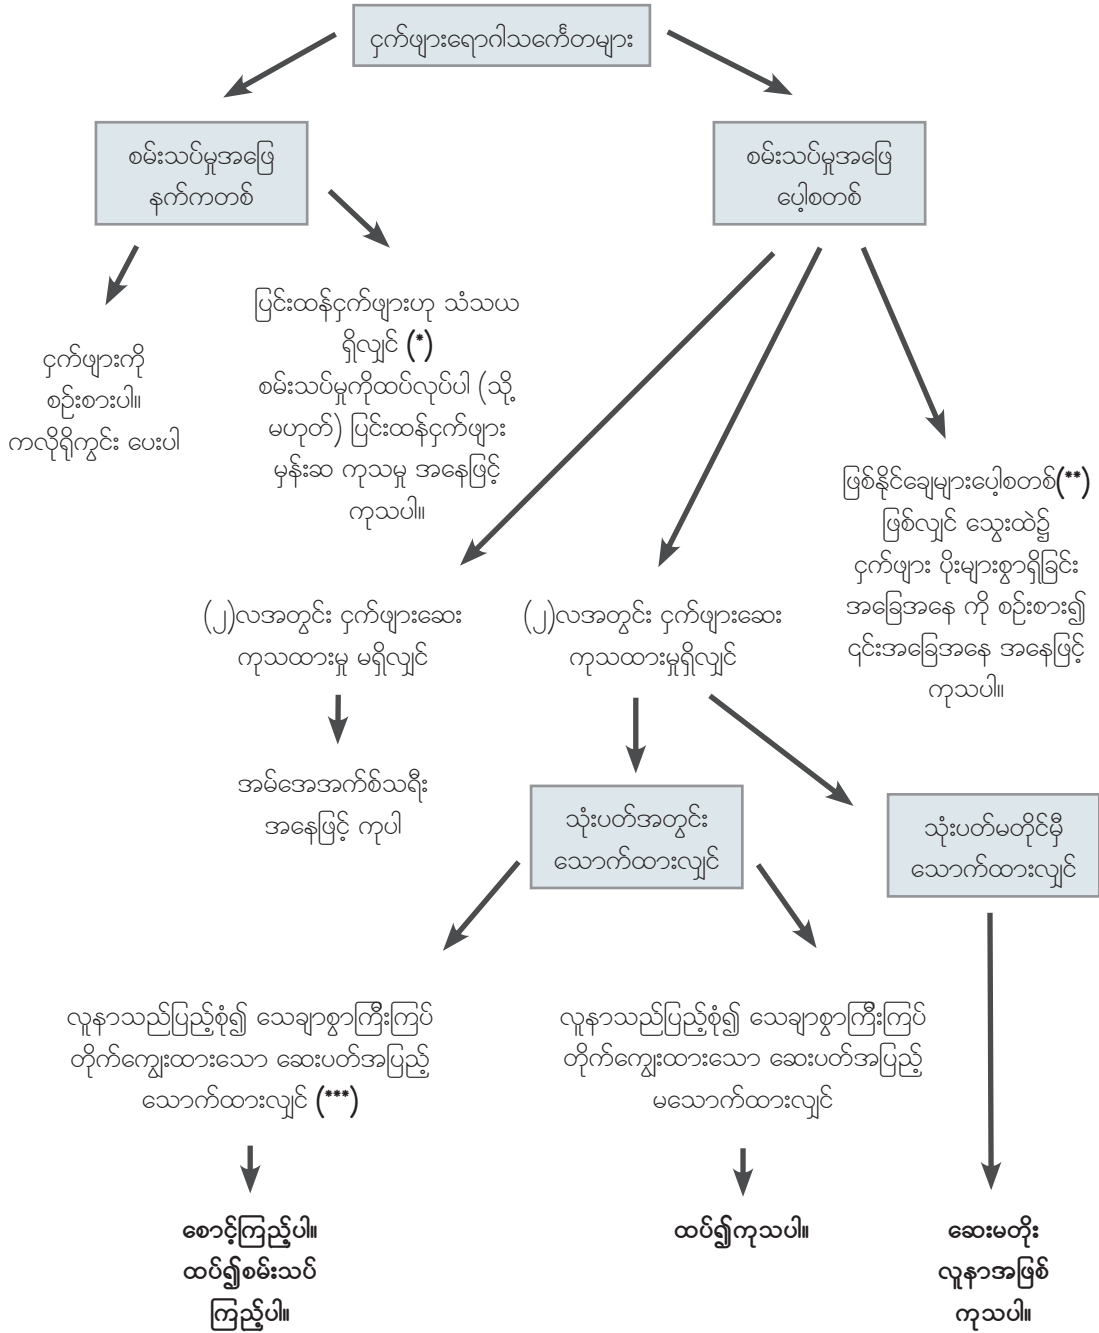 ငှက်ဖျားရောဂါသင်္ကေတများ
စမ်းသပ်မှုအဖြေ
နက်ကတစ်
စမ်းသပ်မှုအဖြေ
ပေါ့စတစ်
ငှက်ဖျားကို
စဉ်းစားပါ။
ကလိုရိုကွင်း ပေးပါ
ပြင်းထန်ငှက်ဖျားဟု သံသယ
ရှိလျှင် (*)
စမ်းသပ်မှုကိုထပ်လုပ်ပါ (သို့
မဟုတ်) ပြင်းထန်ငှက်ဖျား
မှန်းဆ ကုသမှု အနေဖြင့်
ကုသပါ။
ဖြစ်နိုင်ချေများပေါ့စတစ်(**)
ဖြစ်လျှင် သွေးထဲ၌
ငှက်ဖျား ပိုးများစွာရှိခြင်း
အခြေအနေ ကို စဉ်းစား၍
၎င်းအခြေအနေ အနေဖြင့်
ကုသပါ။
(၂)လအတွင်း ငှက်ဖျားဆေး
ကုသထားမှု မရှိလျှင်
(၂)လအတွင်း ငှက်ဖျားဆေး
ကုသထားမှုရှိလျှင်
အမ်အေအက်စ်သရီး
အနေဖြင့် ကုပါ
သုံးပတ်အတွင်း
သောက်ထားလျှင်
သုံးပတ်မတိုင်မှီ
သောက်ထားလျှင်
လူနာသည်ပြည့်စုံ၍ သေချာစွာကြီးကြပ်
တိုက်ကျွေးထားသော ဆေးပတ်အပြည့်
သောက်ထားလျှင် (***)
လူနာသည်ပြည့်စုံ၍ သေချာစွာကြီးကြပ်
တိုက်ကျွေးထားသော ဆေးပတ်အပြည့်
မသောက်ထားလျှင်
စောင့်ကြည့်ပါ။
ထပ်၍စမ်းသပ်
ကြည့်ပါ။
ထပ်၍ကုသပါ။
ဆေးမတိုး
လူနာအဖြစ်
ကုသပါ။